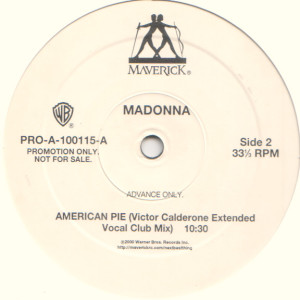 MAVERICK®
MADONNA
WB
®
PRO-A-100115-A
PROMOTION ONLY.
NOT FOR SALE.
Side 2
33⅓ RPM
ADVANCE ONLY.
AMERICAN PIE (Victor Calderone Extended
Vocal Club Mix) 10:30
©2000 Warner Bros. Records Inc.